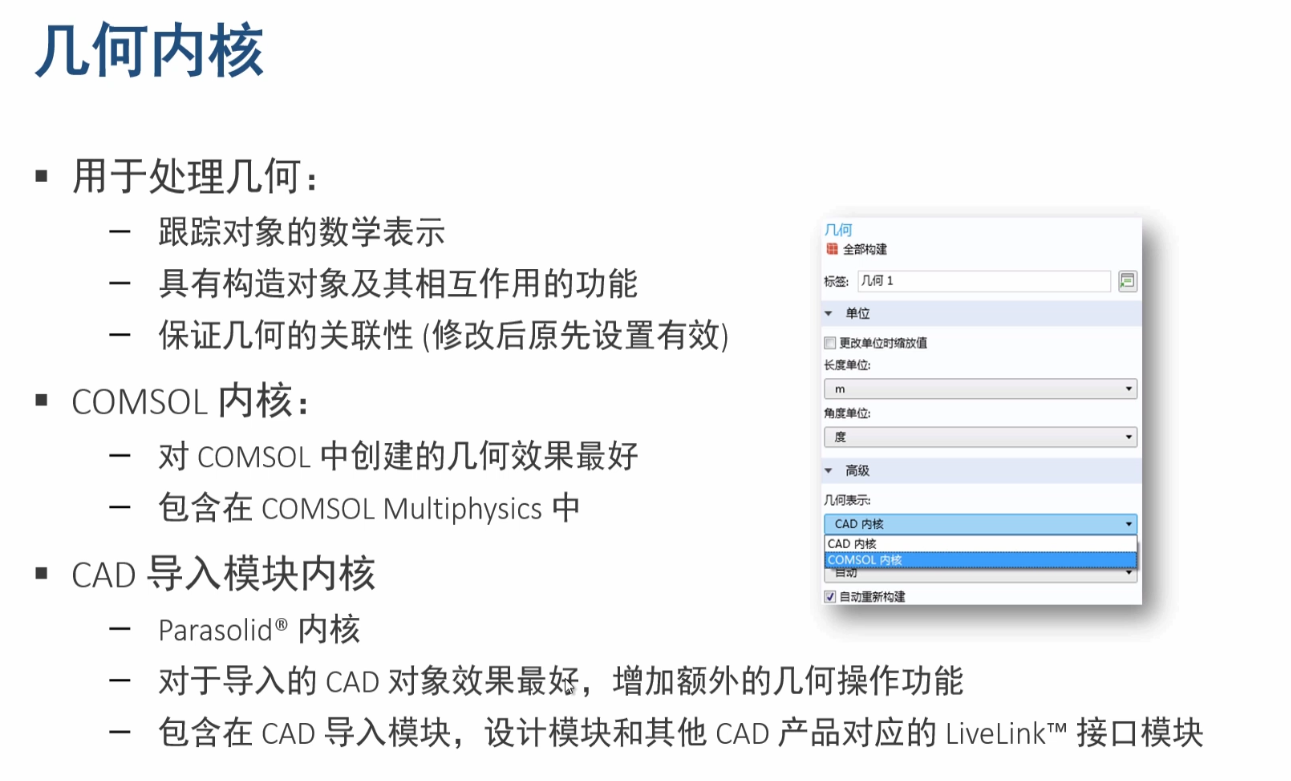 几何内核
▪ 用于处理几何：
– 跟踪对象的数学表示
– 具有构造对象及其相互作用的功能
– 保证几何的关联性 (修改后原先设置有效)
▪ COMSOL 内核：
– 对 COMSOL 中创建的几何效果最好
– 包含在 COMSOL Multiphysics 中
▪ CAD 导入模块内核
– Parasolid® 内核
– 对于导入的 CAD 对象效果最好，增加额外的几何操作功能
– 包含在 CAD 导入模块，设计模块和其他 CAD 产品对应的 LiveLink™ 接口模块
几何
全部构建
标签: 几何 1
单位
更改单位时缩放值
长度单位:
m
角度单位:
度
高级
几何表示:
CAD 内核
CAD 内核
COMSOL 内核
自动
自动重新构建